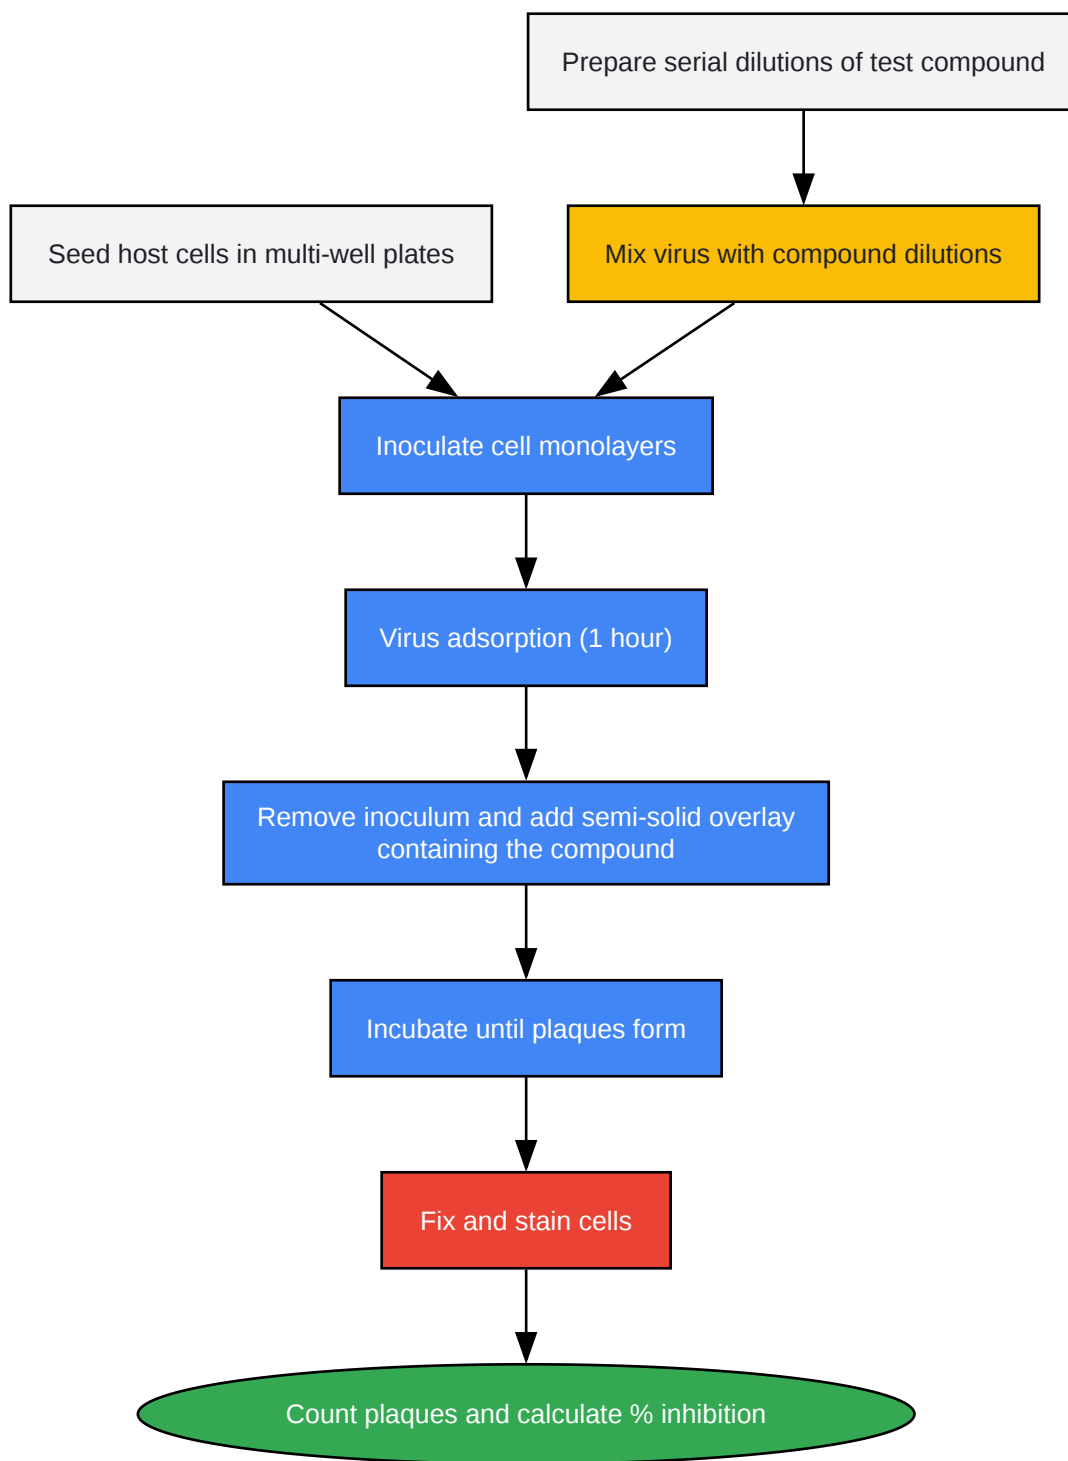 Prepare serial dilutions of test compound
Seed host cells in multi-well plates
Mix virus with compound dilutions
Inoculate cell monolayers
Virus adsorption (1 hour)
Remove inoculum and add semi-solid overlay
containing the compound
Incubate until plaques form
Fix and stain cells
Count plaques and calculate % inhibition